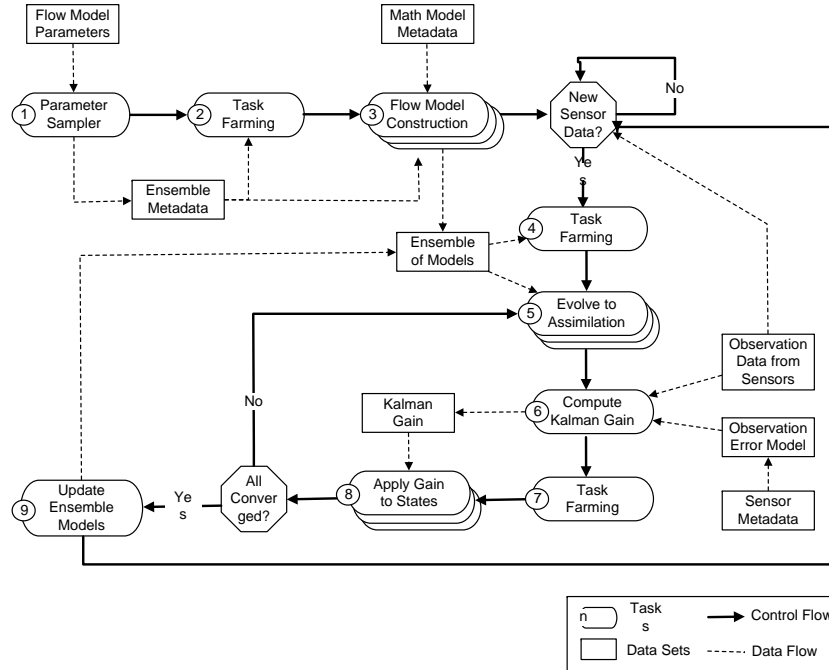 Flow Model
Parameters
Math Model
Metadata
1
Parameter
Sampler
2
Task
Farming
3
Flow Model
Construction
New
Sensor
Data?
No
Ye
s
Ensemble
Metadata
4
Task
Farming
Ensemble
of Models
5
Evolve to
Assimilation
Observation
Data from
Sensors
No
Kalman
Gain
6
Compute
Kalman Gain
Observation
Error Model
9
Update
Ensemble
Models
Ye
s
All
Conver
ged?
8
Apply Gain
to States
7
Task
Farming
Sensor
Metadata
n
Task
s
Control Flow
Data Sets
Data Flow